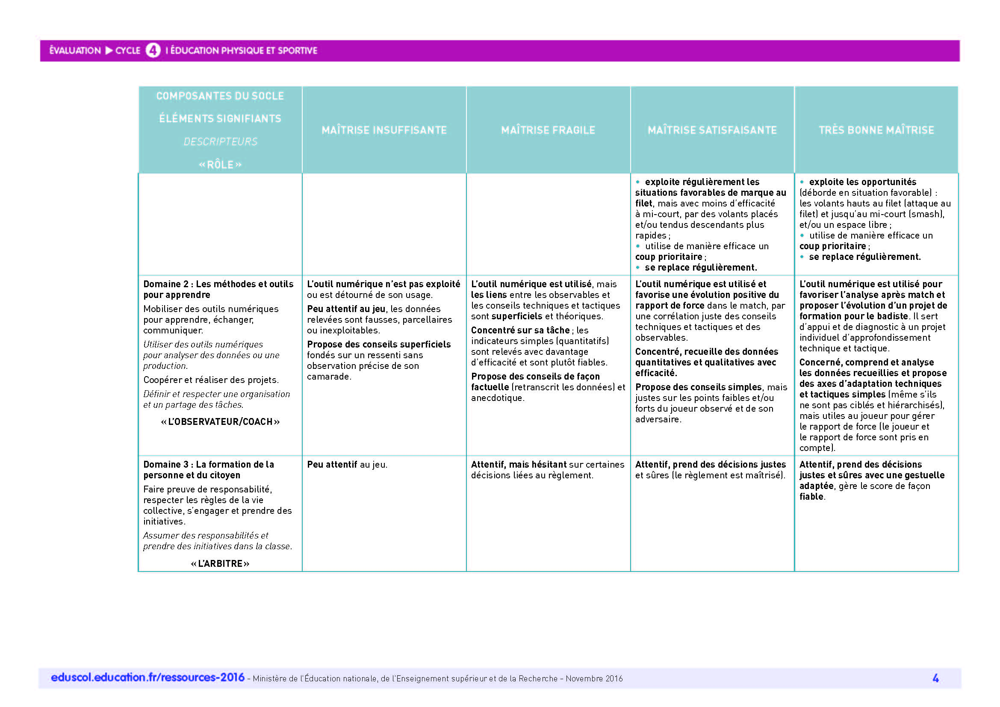 ÉVALUATION ▶ CYCLE 4 I ÉDUCATION PHYSIQUE ET SPORTIVE
COMPOSANTES DU SOCLE
ÉLÉMENTS SIGNIFIANTS
DESCRIPTEURS
« RÔLE »
MAÎTRISE INSUFFISANTE
MAÎTRISE FRAGILE
MAÎTRISE SATISFAISANTE
TRÈS BONNE MAÎTRISE
• exploite régulièrement les
situations favorables de marque au
filet, mais avec moins d’efficacité
à mi-court, par des volants placés
et/ou tendus descendants plus
rapides ;
• utilise de manière efficace un
coup prioritaire ;
• se replace régulièrement.
• exploite les opportunités
(déborde en situation favorable) :
les volants hauts au filet (attaque au
filet) et jusqu’au mi-court (smash),
et/ou un espace libre ;
• utilise de manière efficace un
coup prioritaire ;
• se replace régulièrement.
Domaine 2 : Les méthodes et outils
pour apprendre
Mobiliser des outils numériques
pour apprendre, échanger,
communiquer.
Utiliser des outils numériques
pour analyser des données ou une
production.
Coopérer et réaliser des projets.
Définir et respecter une organisation
et un partage des tâches.
« L’OBSERVATEUR/COACH »
L’outil numérique n’est pas exploité
ou est détourné de son usage.
Peu attentif au jeu, les données
relevées sont fausses, parcellaires
ou inexploitables.
Propose des conseils superficiels
fondés sur un ressenti sans
observation précise de son
camarade.
L’outil numérique est utilisé, mais
les liens entre les observables et
les conseils techniques et tactiques
sont superficiels et théoriques.
Concentré sur sa tâche ; les
indicateurs simples (quantitatifs)
sont relevés avec davantage
d’efficacité et sont plutôt fiables.
Propose des conseils de façon
factuelle (retranscrit les données) et
anecdotique.
L’outil numérique est utilisé et
favorise une évolution positive du
rapport de force dans le match, par
une corrélation juste des conseils
techniques et tactiques et des
observables.
Concentré, recueille des données
quantitatives et qualitatives avec
efficacité.
Propose des conseils simples, mais
justes sur les points faibles et/ou
forts du joueur observé et de son
adversaire.
L’outil numérique est utilisé pour
favoriser l’analyse après match et
proposer l’évolution d’un projet de
formation pour le badiste. Il sert
d’appui et de diagnostic à un projet
individuel d’approfondissement
technique et tactique.
Concerné, comprend et analyse
les données recueillies et propose
des axes d’adaptation techniques
et tactiques simples (même s’ils
ne sont pas ciblés et hiérarchisés),
mais utiles au joueur pour gérer
le rapport de force (le joueur et
le rapport de force sont pris en
compte).
Domaine 3 : La formation de la
personne et du citoyen
Faire preuve de responsabilité,
respecter les règles de la vie
collective, s’engager et prendre des
initiatives.
Assumer des responsabilités et
prendre des initiatives dans la classe.
« L’ARBITRE »
Peu attentif au jeu.
Attentif, mais hésitant sur certaines
décisions liées au règlement.
Attentif, prend des décisions justes
et sûres (le règlement est maîtrisé).
Attentif, prend des décisions
justes et sûres avec une gestuelle
adaptée, gère le score de façon
fiable.
eduscol.education.fr/ressources-2016 - Ministère de l’Éducation nationale, de l’Enseignement supérieur et de la Recherche - Novembre 2016
4